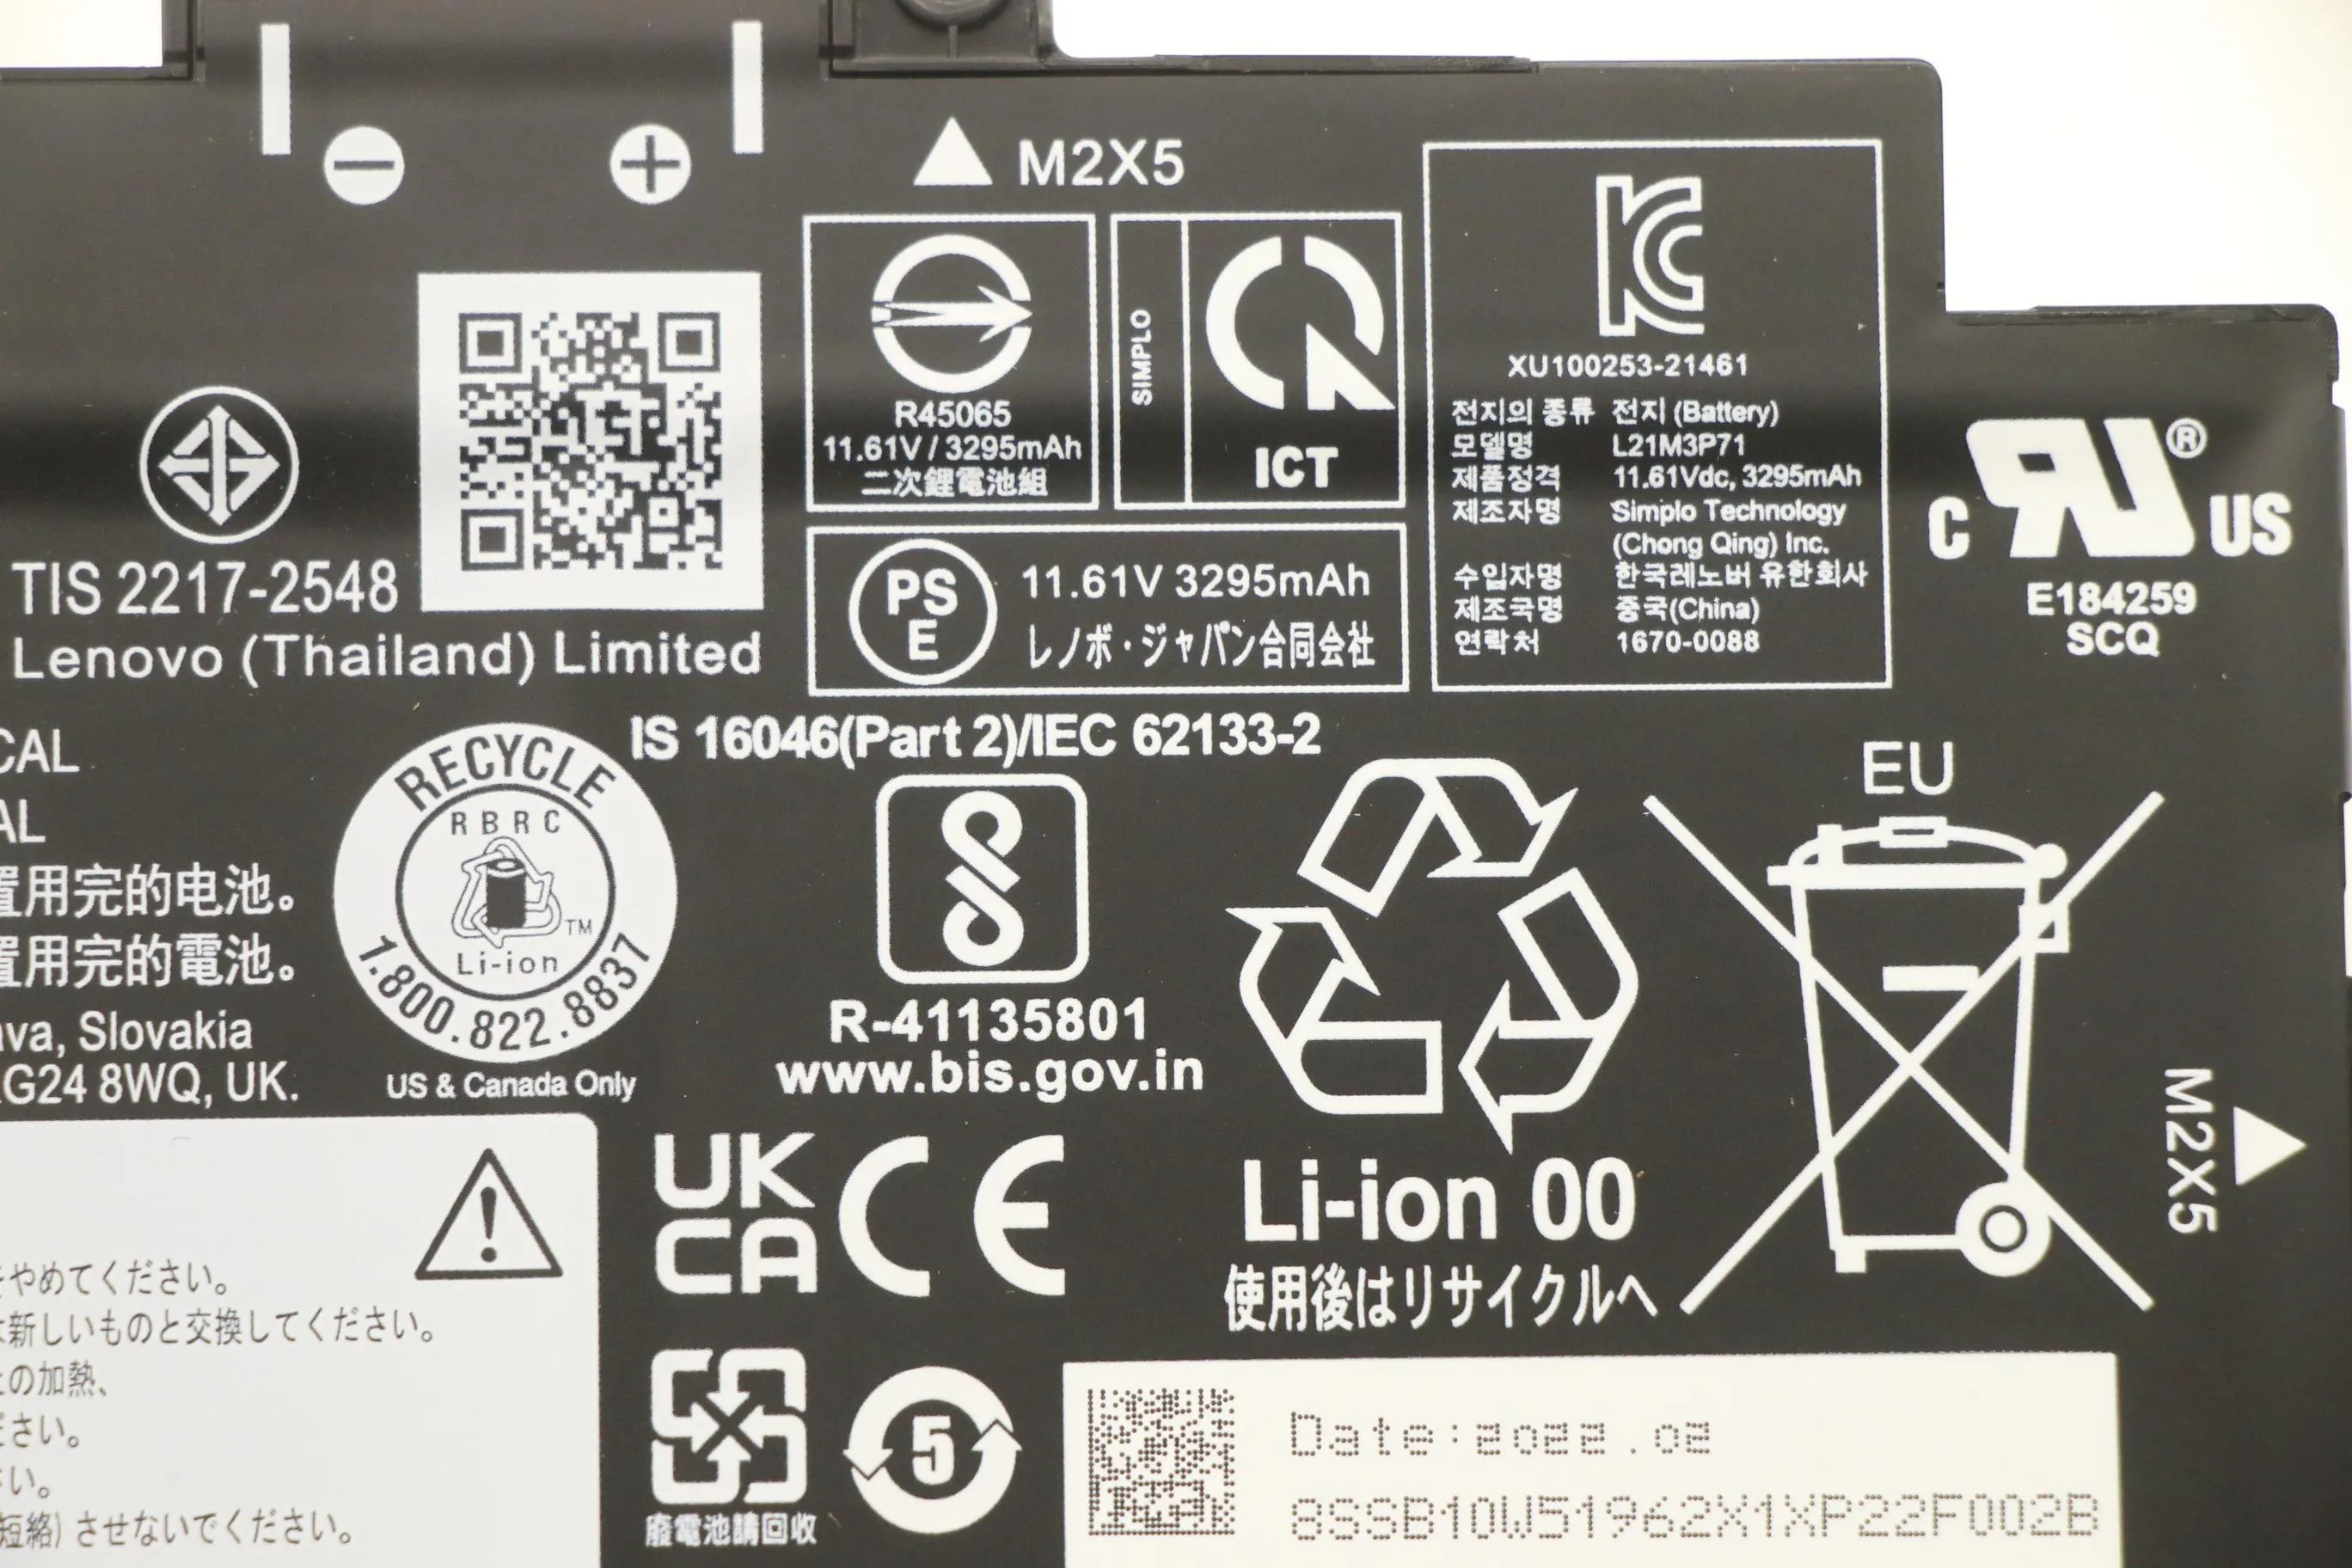 M2X5
R45065
11.61V / 3295mAh
二次鋰電池組
SIMPLO
ICT
XU100253-21461
전지의 종류 전지 (Battery)
모델명 L21M3P71
제품정격 11.61Vdc, 3295mAh
제조자명 Simplo Technology
(Chong Qing) Inc.
수입자명 한국레노버 유한회사
제조국명 중국(China)
연락처 1670-0088
C RU® US
E184259
SCQ
PS
E
11.61V 3295mAh
レノボ・ジャパン合同会社
TIS 2217-2548
Lenovo (Thailand) Limited
CAL
AL
置用完的电池。
置用完的電池。
ava, Slovakia
G24 8WQ, UK.
RECYCLE
RBRC
TM
Li-ion
1.800.822.8837
US & Canada Only
IS 16046(Part 2)/IEC 62133-2
R-41135801
www.bis.gov.in
EU
Li-ion 00
使用後はリサイクルへ
M2X5
UK
CA
CE
やめてください。
新しいものと交換してください。
の加熱、
ださい。
さい。
短絡) させないでください。
廢電池請回收
5
Date:2022.02
8SSB10W51962X1XP22F002B